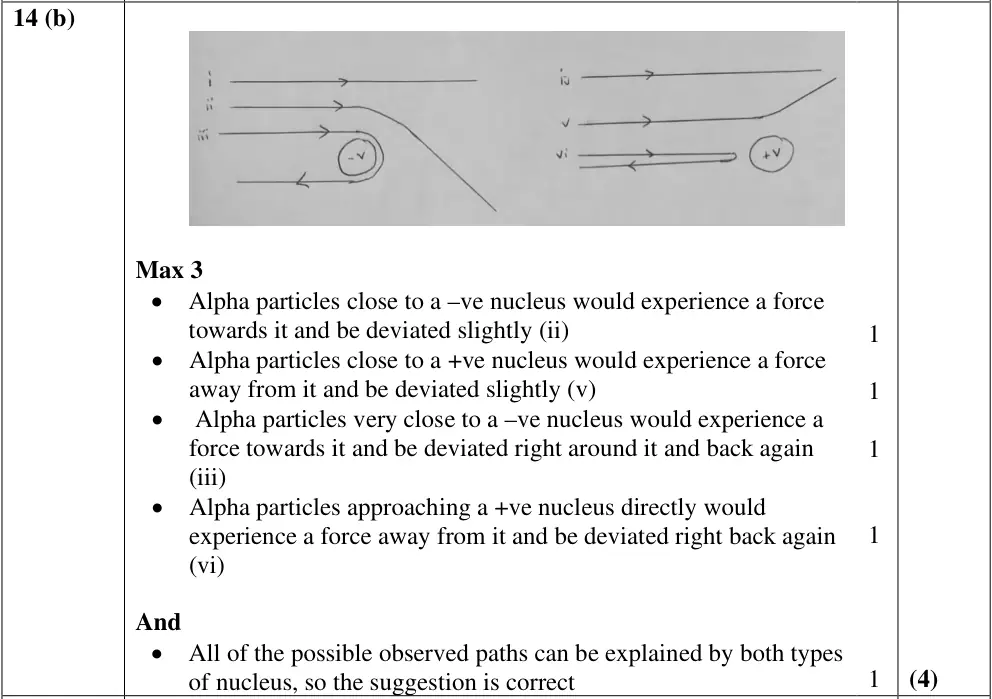 14 (b)
i
ii
iii
-v
iv
v
vi
+v
Max 3
• Alpha particles close to a –ve nucleus would experience a force
towards it and be deviated slightly (ii) 1
• Alpha particles close to a +ve nucleus would experience a force
away from it and be deviated slightly (v) 1
• Alpha particles very close to a –ve nucleus would experience a
force towards it and be deviated right around it and back again 1
(iii)
• Alpha particles approaching a +ve nucleus directly would
experience a force away from it and be deviated right back again 1
(vi)
And
• All of the possible observed paths can be explained by both types
of nucleus, so the suggestion is correct 1 (4)